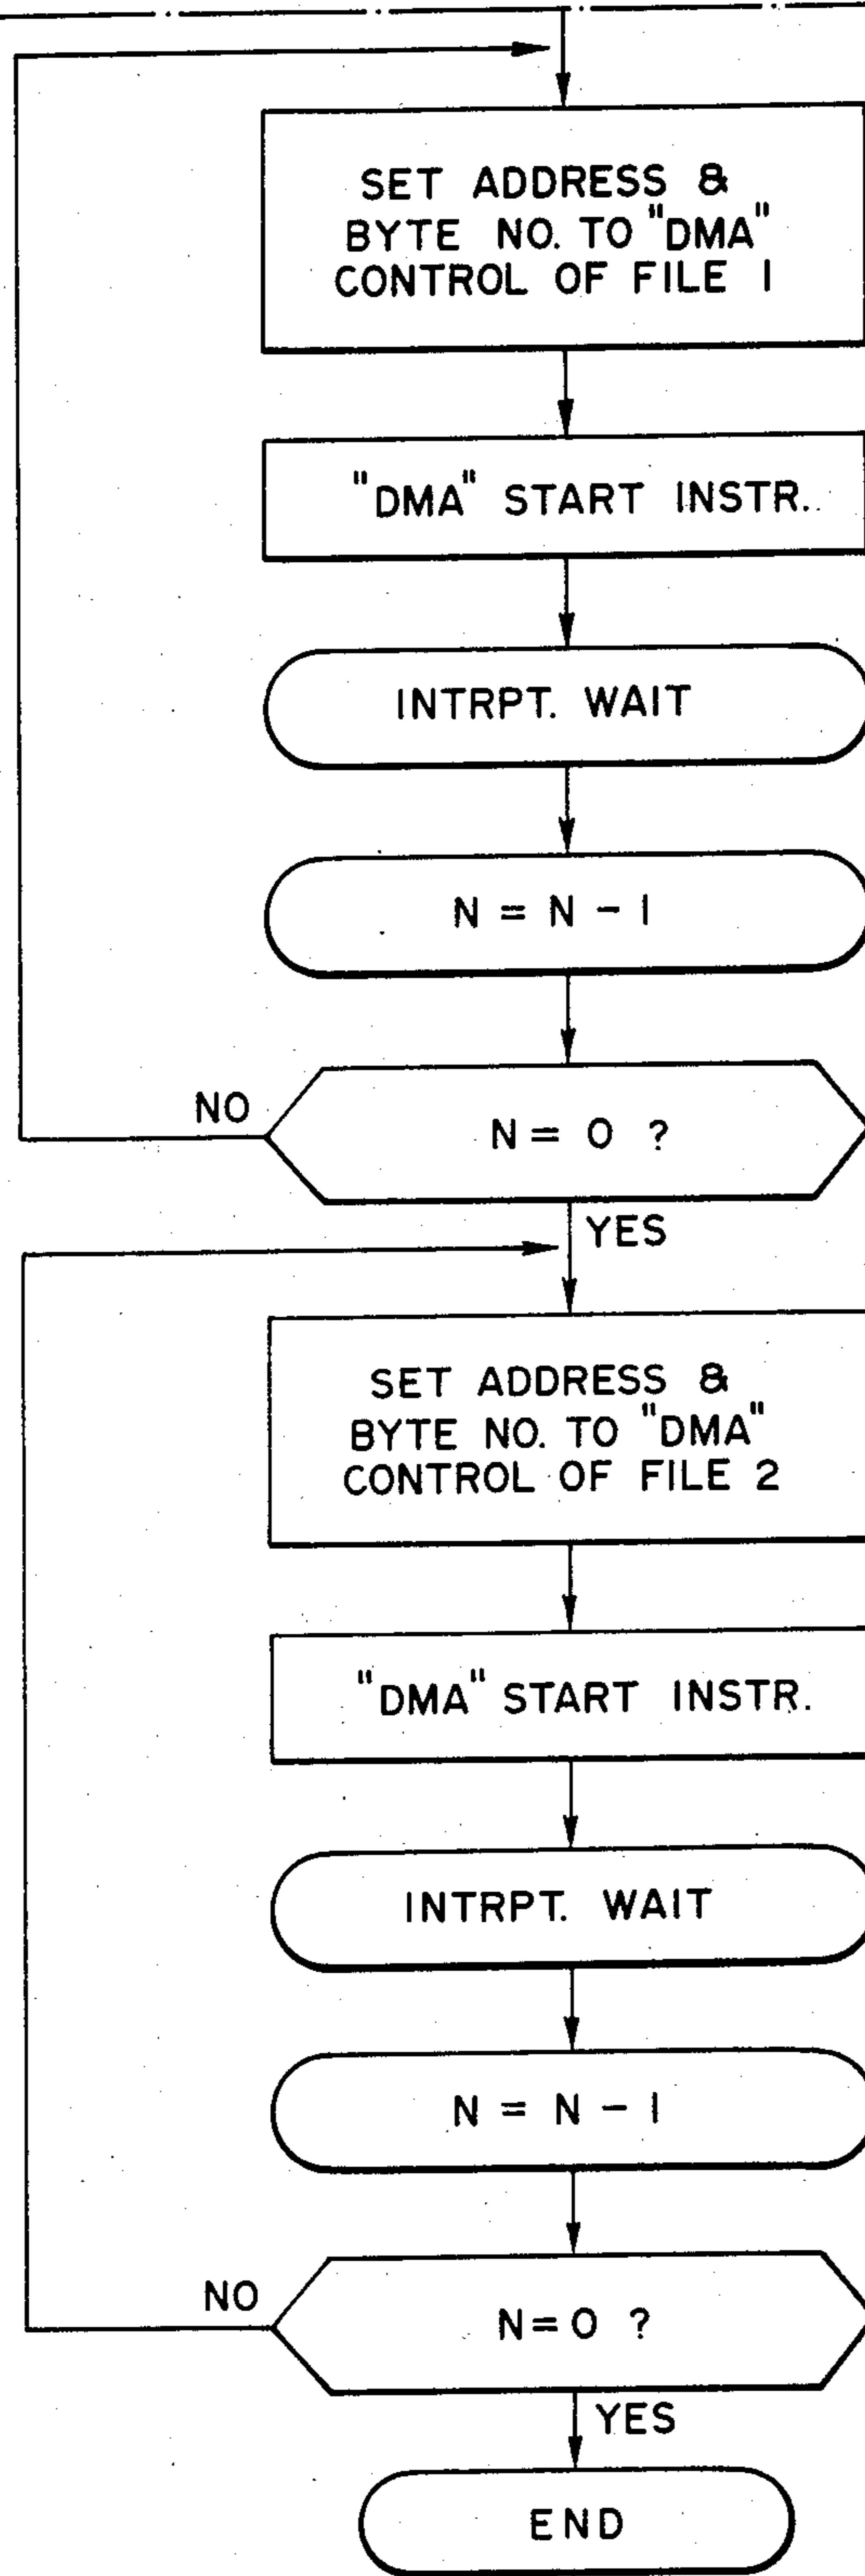 SET ADDRESS &
BYTE NO. TO "DMA"
CONTROL OF FILE 1
"DMA" START INSTR.
INTRPT. WAIT
N = N - 1
NO
N = 0 ?
YES
SET ADDRESS &
BYTE NO. TO "DMA"
CONTROL OF FILE 2
"DMA" START INSTR.
INTRPT. WAIT
N = N - 1
NO
N = 0 ?
YES
END